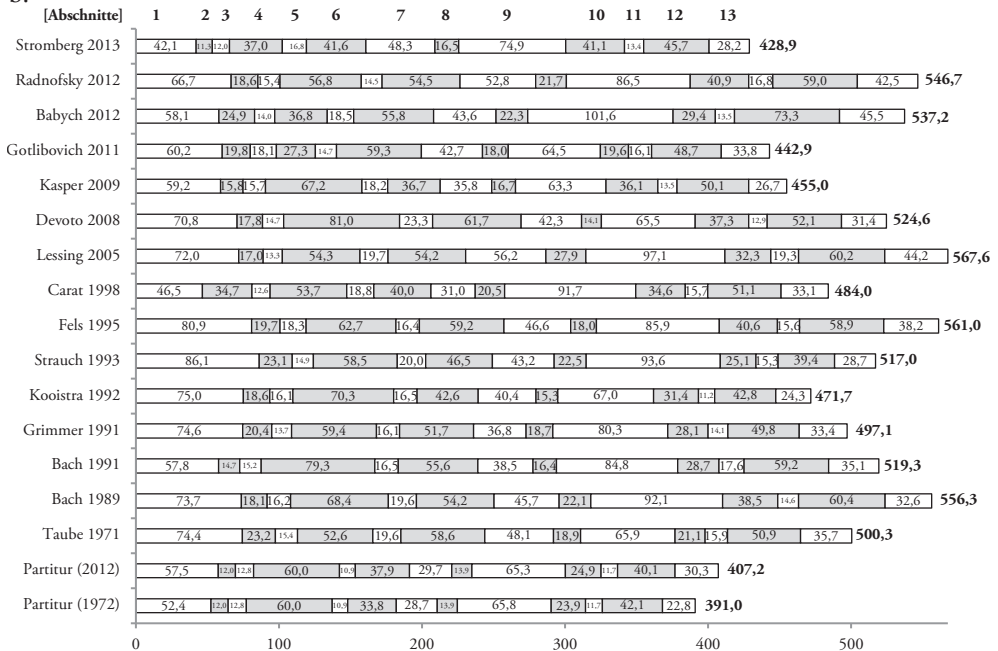 [Abschnitte] 1 2 3 4 5 6 7 8 9 10 11 12 13
Stromberg 2013 42,1 11,3 12,0 37,0 16,8 41,6 48,3 16,5 74,9 41,1 13,4 45,7 28,2 428,9
Radnofsky 2012 66,7 18,6 15,4 56,8 14,5 54,5 52,8 21,7 86,5 40,9 16,8 59,0 42,5 546,7
Babych 2012 58,1 24,9 14,0 36,8 18,5 55,8 43,6 22,3 101,6 29,4 13,5 73,3 45,5 537,2
Gotlibovich 2011 60,2 19,8 18,1 27,3 14,7 59,3 42,7 18,0 64,5 19,6 16,1 48,7 33,8 442,9
Kasper 2009 59,2 15,8 15,7 67,2 18,2 36,7 35,8 16,7 63,3 36,1 13,5 50,1 26,7 455,0
Devoto 2008 70,8 17,8 14,7 81,0 23,3 61,7 42,3 14,1 65,5 37,3 12,9 52,1 31,4 524,6
Lessing 2005 72,0 17,0 13,3 54,3 19,7 54,2 56,2 27,9 97,1 32,3 19,3 60,2 44,2 567,6
Carat 1998 46,5 34,7 12,6 53,7 18,8 40,0 31,0 20,5 91,7 34,6 15,7 51,1 33,1 484,0
Fels 1995 80,9 19,7 18,3 62,7 16,4 59,2 46,6 18,0 85,9 40,6 15,6 58,9 38,2 561,0
Strauch 1993 86,1 23,1 14,9 58,5 20,0 46,5 43,2 22,5 93,6 25,1 15,3 39,4 28,7 517,0
Kooistra 1992 75,0 18,6 16,1 70,3 16,5 42,6 40,4 15,3 67,0 31,4 11,2 42,8 24,3 471,7
Grimmer 1991 74,6 20,4 13,7 59,4 16,1 51,7 36,8 18,7 80,3 28,1 14,1 49,8 33,4 497,1
Bach 1991 57,8 14,7 15,2 79,3 16,5 55,6 38,5 16,4 84,8 28,7 17,6 59,2 35,1 519,3
Bach 1989 73,7 18,1 16,2 68,4 19,6 54,2 45,7 22,1 92,1 38,5 14,6 60,4 32,6 556,3
Taube 1971 74,4 23,2 15,4 52,6 19,6 58,6 48,1 18,9 65,9 21,1 15,9 50,9 35,7 500,3
Partitur (2012) 57,5 12,0 12,8 60,0 10,9 37,9 29,7 13,9 65,3 24,9 11,7 40,1 30,3 407,2
Partitur (1972) 52,4 12,0 12,8 60,0 10,9 33,8 28,7 13,9 65,8 23,9 11,7 42,1 22,8 391,0
0 100 200 300 400 500